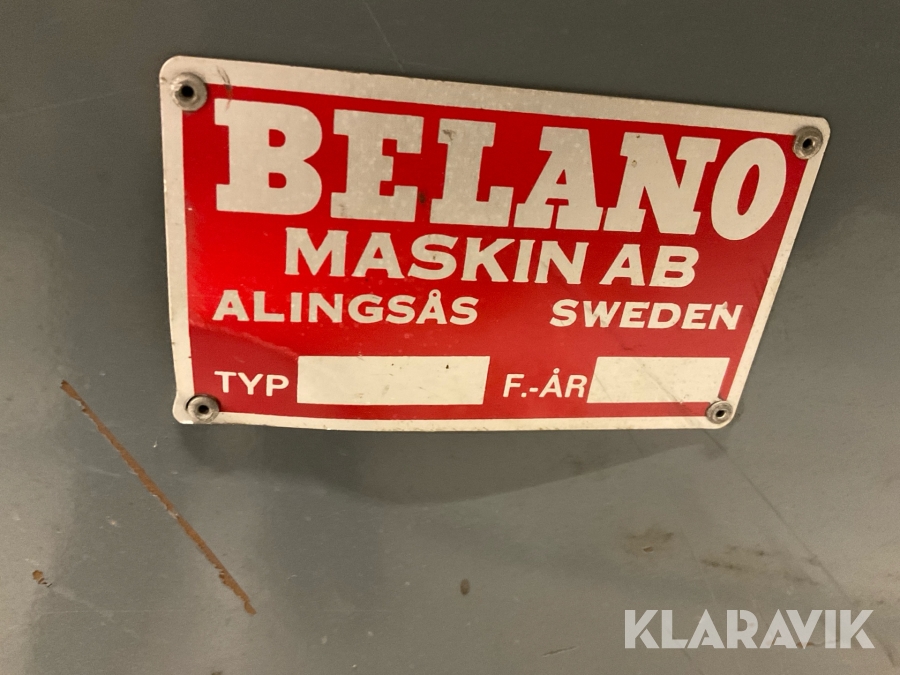 BELANO
MASKIN AB
ALINGSÅS SWEDEN
TYP F.-ÅR
KLARAVIK